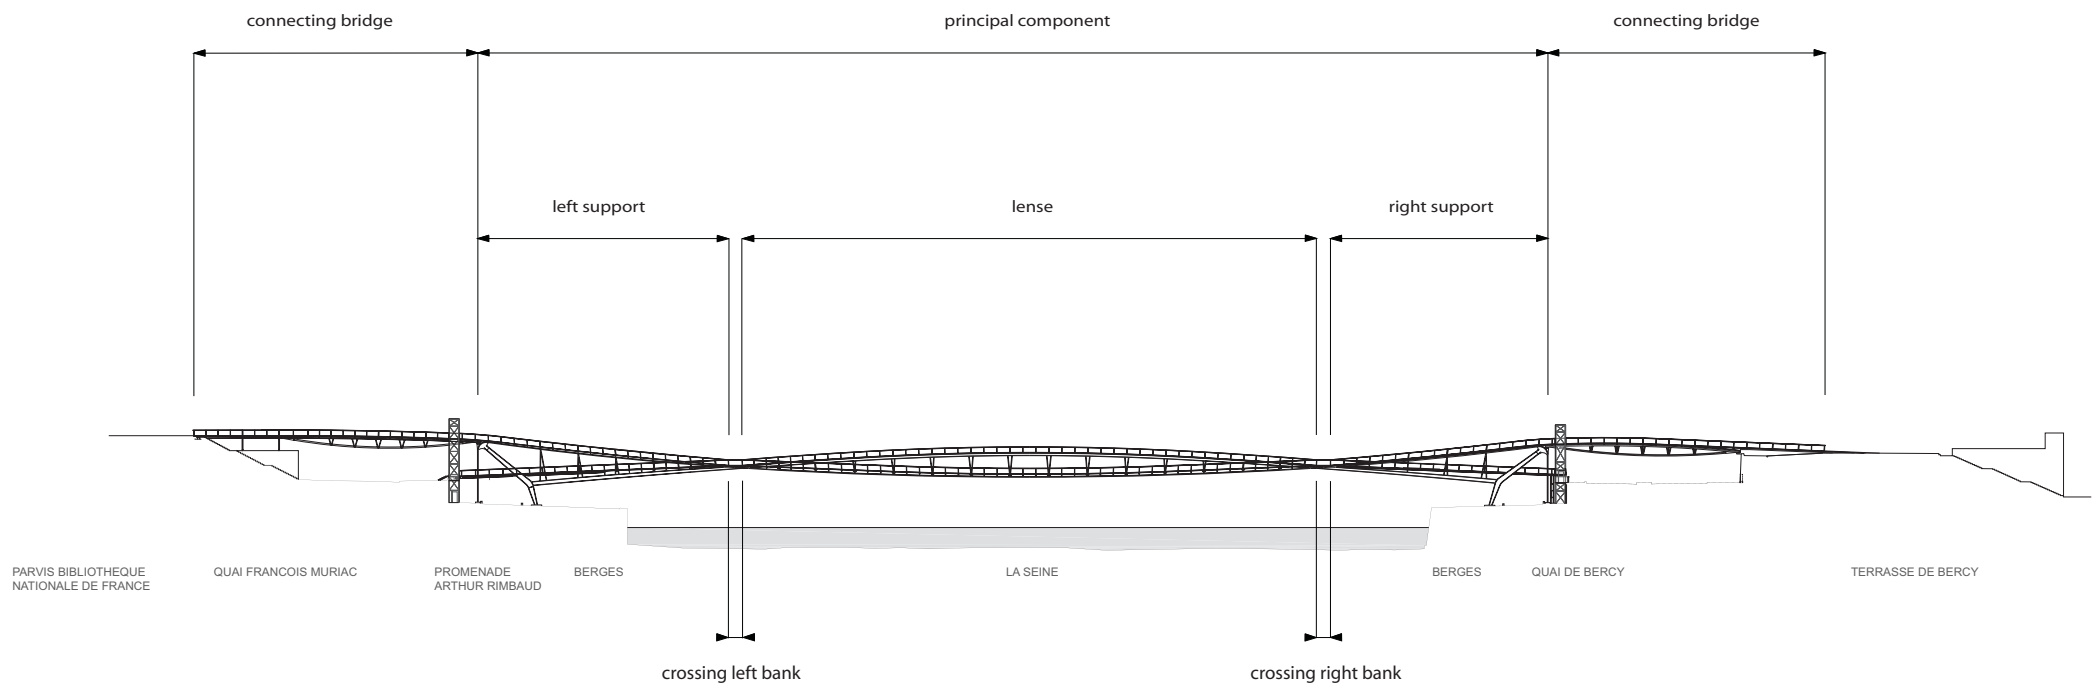 connecting bridge
principal component
connecting bridge
left support
lense
right support
PARVIS BIBLIOTHEQUE
NATIONALE DE FRANCE
QUAI FRANCOIS MURIAC
PROMENADE
ARTHUR RIMBAUD
BERGES
LA SEINE
BERGES
QUAI DE BERCY
TERRASSE DE BERCY
crossing left bank
crossing right bank